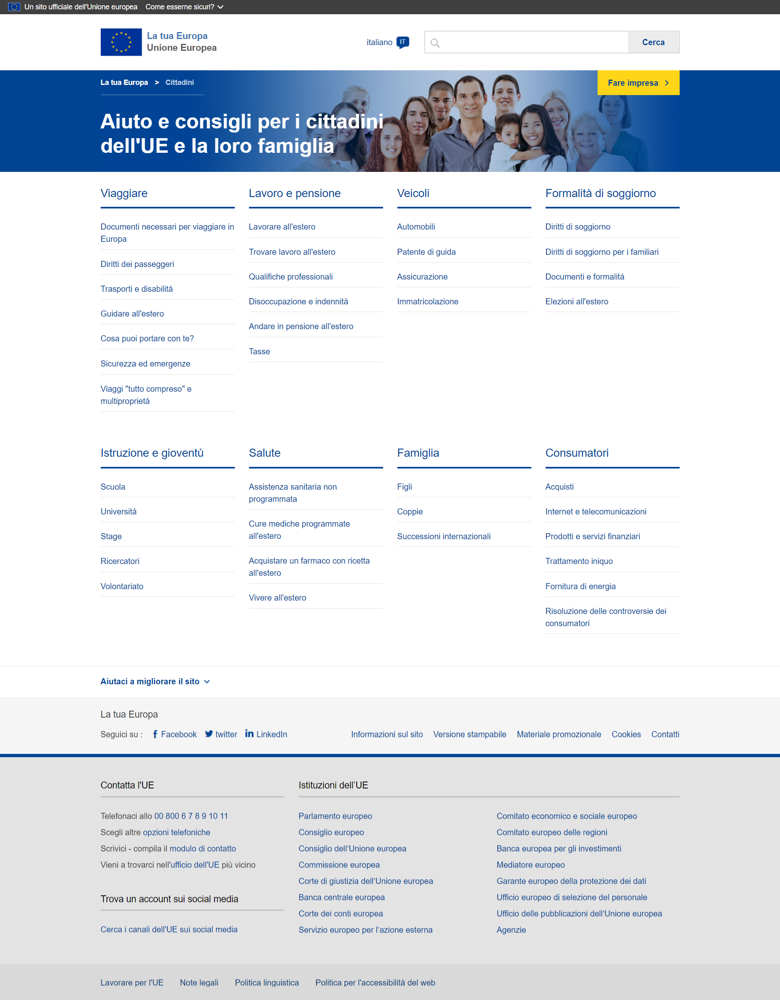 Un sito ufficiale dell'Unione europea Come esserne sicuri?
La tua Europa
Unione Europea
italiano IT
Cerca
La tua Europa > Cittadini
Fare impresa
Aiuto e consigli per i cittadini
dell'UE e la loro famiglia
Viaggiare
Documenti necessari per viaggiare in
Europa
Diritti dei passeggeri
Trasporti e disabilità
Guidare all'estero
Cosa puoi portare con te?
Sicurezza ed emergenze
Viaggi "tutto compreso" e
multiproprietà
Lavoro e pensione
Lavorare all'estero
Trovare lavoro all'estero
Qualifiche professionali
Disoccupazione e indennità
Andare in pensione all'estero
Tasse
Veicoli
Automobili
Patente di guida
Assicurazione
Immatricolazione
Formalità di soggiorno
Diritti di soggiorno
Diritti di soggiorno per i familiari
Documenti e formalità
Elezioni all'estero
Istruzione e gioventù
Scuola
Università
Stage
Ricercatori
Volontariato
Salute
Assistenza sanitaria non
programmata
Cure mediche programmate
all'estero
Acquistare un farmaco con ricetta
all'estero
Vivere all'estero
Famiglia
Figli
Coppie
Successioni internazionali
Consumatori
Acquisti
Internet e telecomunicazioni
Prodotti e servizi finanziari
Trattamento iniquo
Fornitura di energia
Risoluzione delle controversie dei
consumatori
Aiutaci a migliorare il sito
La tua Europa
Seguici su : Facebook twitter LinkedIn
Informazioni sul sito Versione stampabile Materiale promozionale Cookies Contatti
Contatta l'UE
Telefonaci allo 00 800 6 7 8 9 10 11
Scegli altre opzioni telefoniche
Scrivici - compila il modulo di contatto
Vieni a trovarci nell'ufficio dell'UE più vicino
Trova un account sui social media
Cerca i canali dell'UE sui social media
Istituzioni dell’UE
Parlamento europeo
Consiglio europeo
Consiglio dell’Unione europea
Commissione europea
Corte di giustizia dell’Unione europea
Banca centrale europea
Corte dei conti europea
Servizio europeo per l’azione esterna
Comitato economico e sociale europeo
Comitato europeo delle regioni
Banca europea per gli investimenti
Mediatore europeo
Garante europeo della protezione dei dati
Ufficio europeo di selezione del personale
Ufficio delle pubblicazioni dell’Unione europea
Agenzie
Lavorare per l'UE Note legali Politica linguistica Politica per l'accessibilità del web